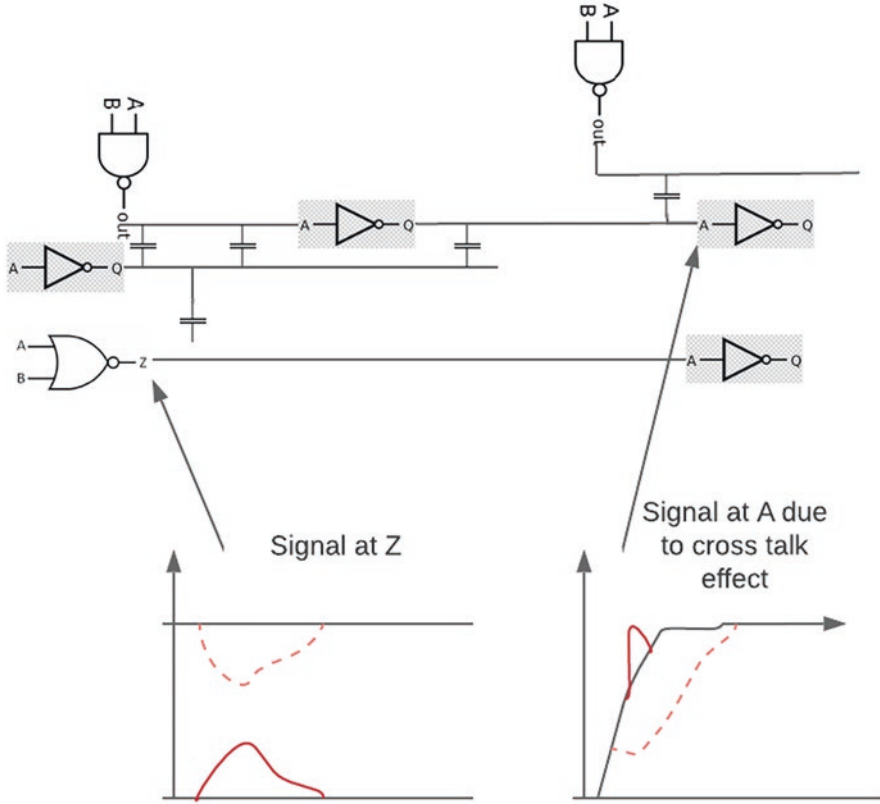 B A
out
B A
out
A Q
A Q
A Q
A
B
Z
A Q
Signal at Z
Signal at A due
to cross talk
effect